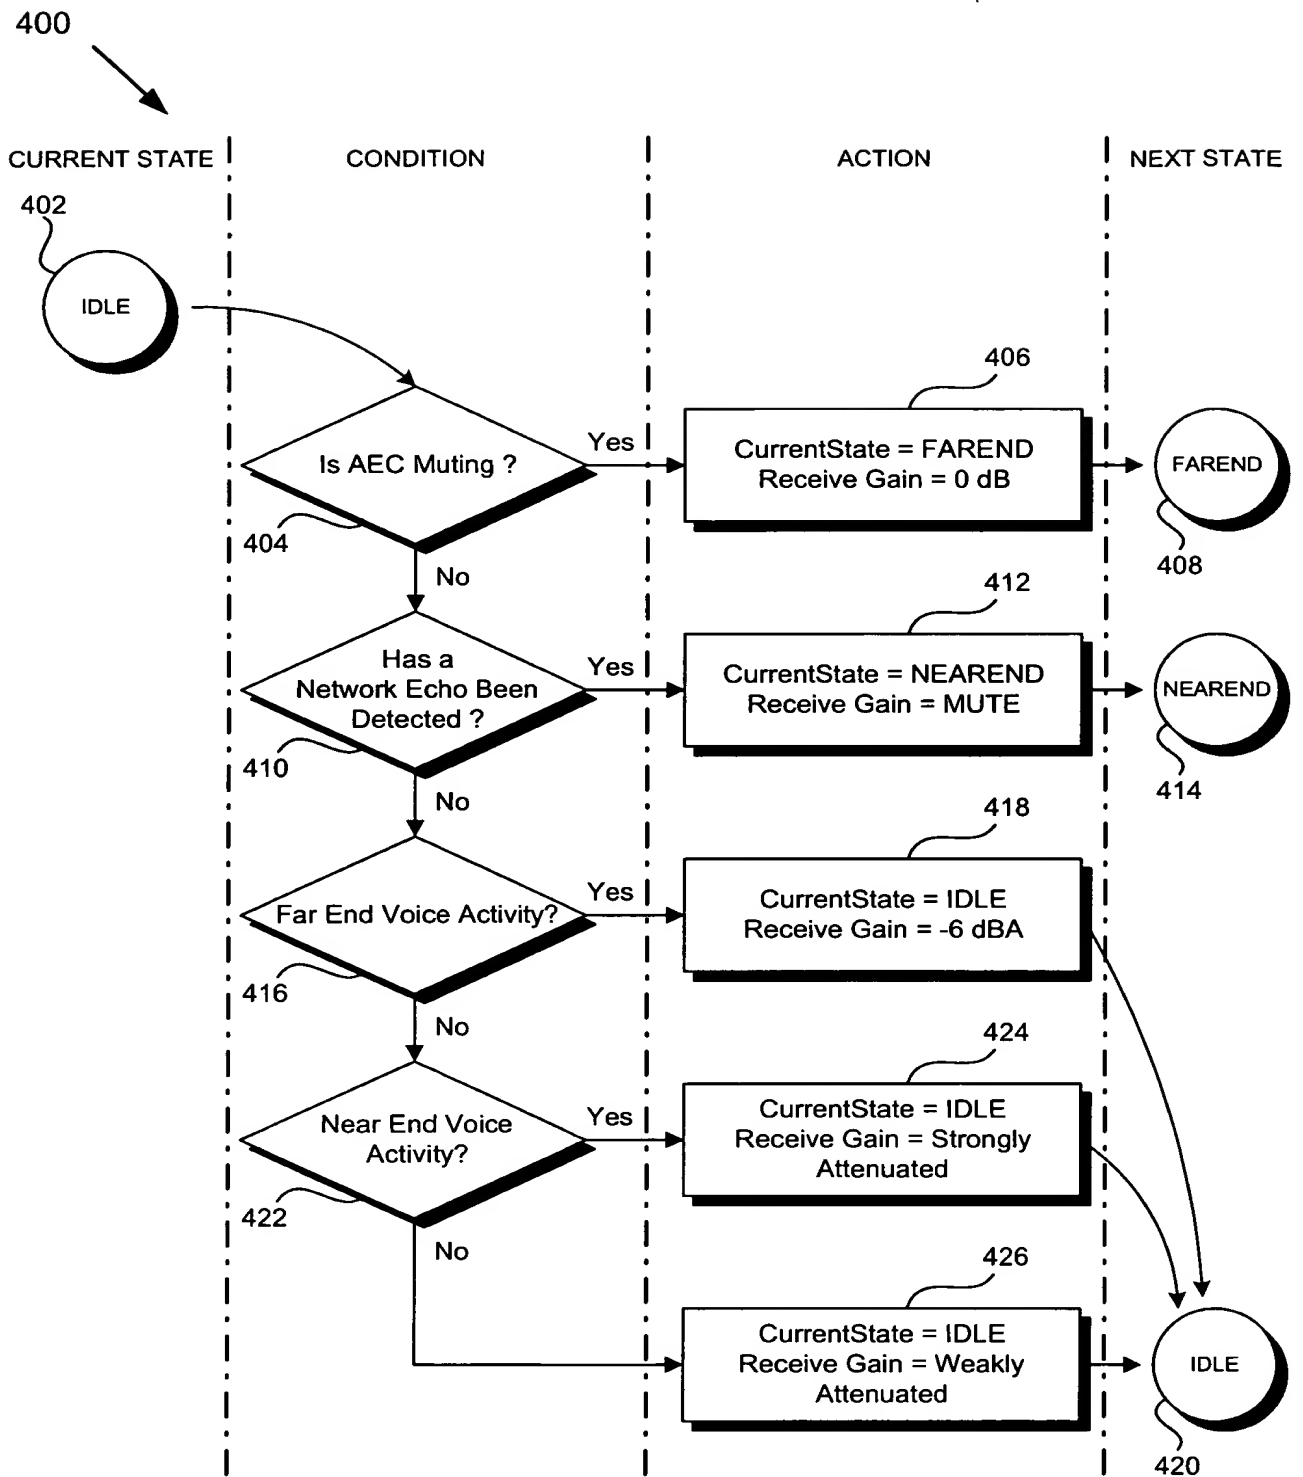 400
CURRENT STATE
CONDITION
ACTION
NEXT STATE
402
IDLE
406
Is AEC Muting ?
Yes
CurrentState = FAREND
Receive Gain = 0 dB
FAREND
404
408
No
412
Has a
Network Echo Been
Detected ?
Yes
CurrentState = NEAREND
Receive Gain = MUTE
NEAREND
410
414
No
418
Far End Voice Activity?
Yes
CurrentState = IDLE
Receive Gain = -6 dBA
416
No
424
Near End Voice
Activity?
Yes
CurrentState = IDLE
Receive Gain = Strongly
Attenuated
422
No
426
CurrentState = IDLE
Receive Gain = Weakly
Attenuated
IDLE
420